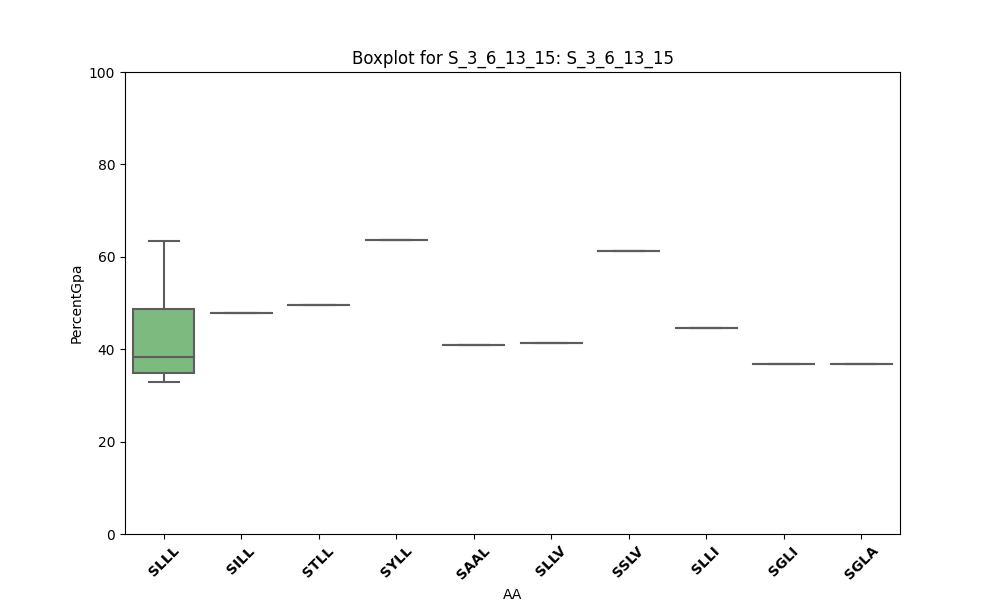 Boxplot for S_3_6_13_15: S_3_6_13_15
100
80
60
40
20
0
PercentGpa
SLLL
SILL
STLL
SYLL
SAAL
SLLV
SSLV
SLLI
SGLI
SGLA
AA